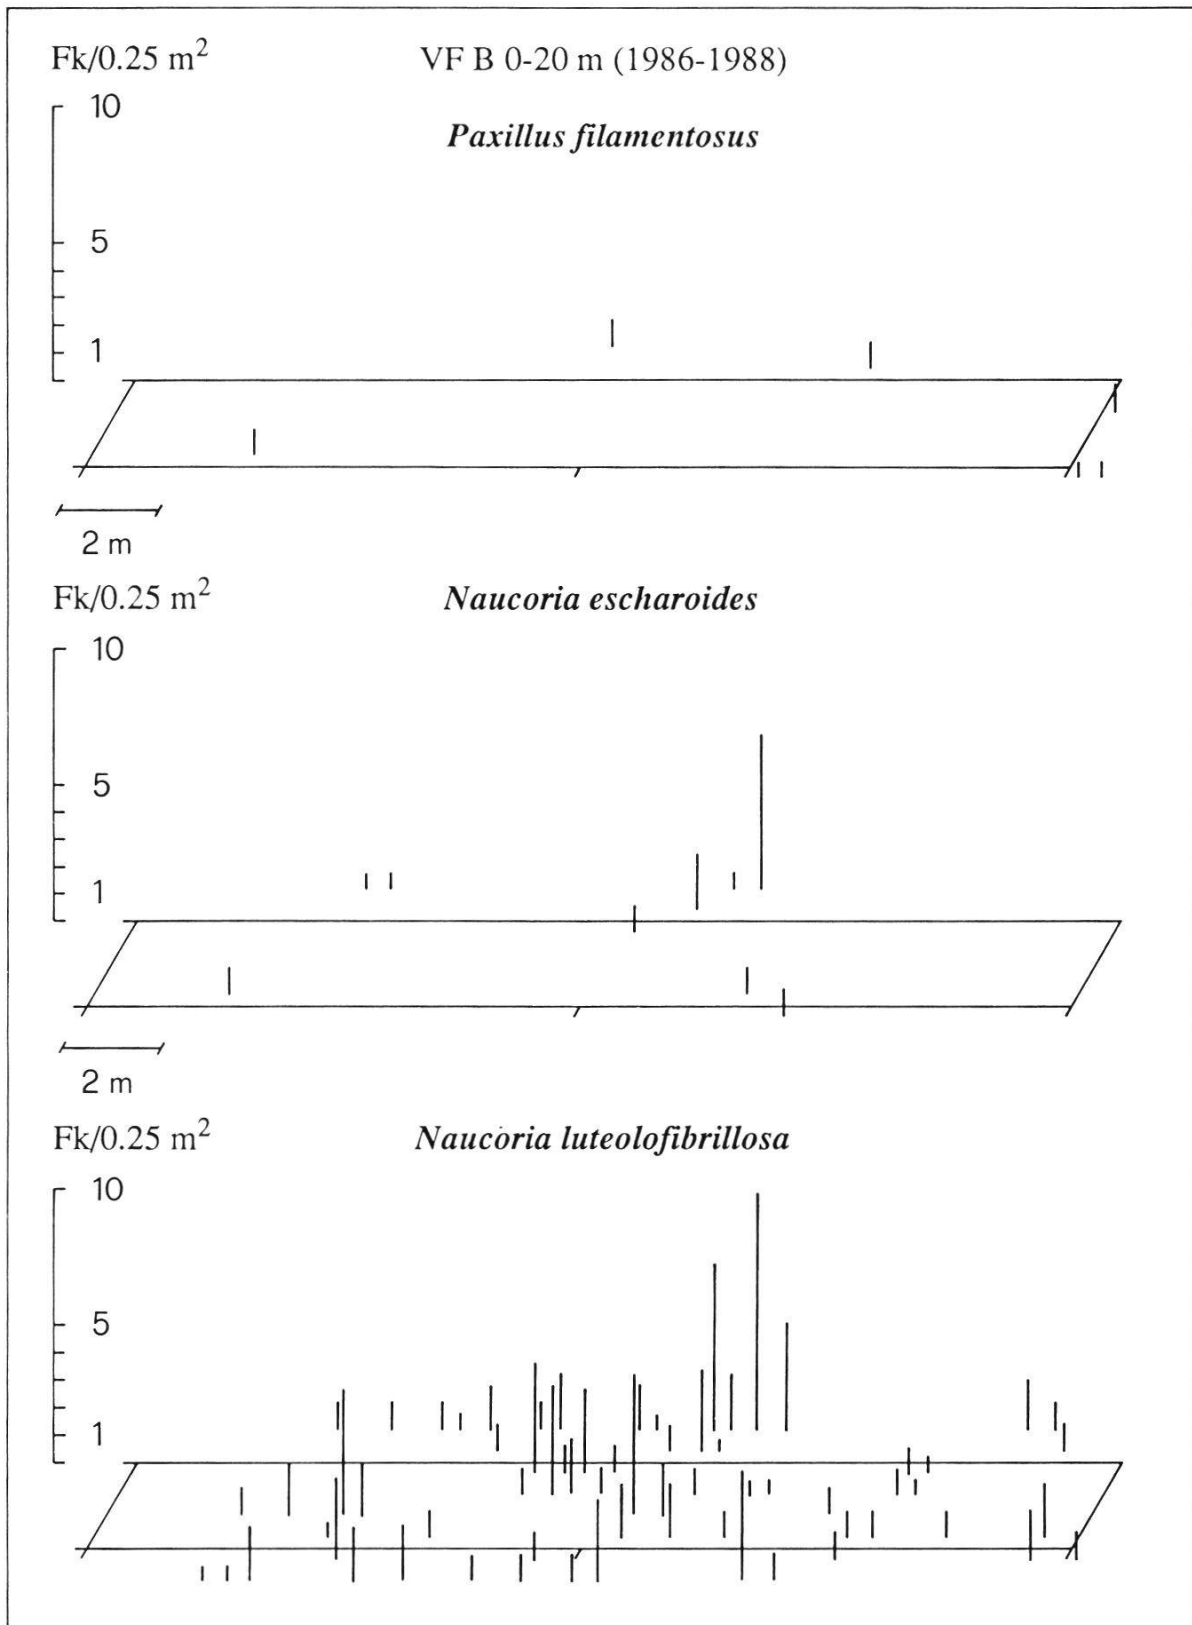 Fk/0.25 m² VF B 0-20 m (1986-1988)
10
Paxillus filamentosus
5
1
2 m
Fk/0.25 m² Naucoria escharoides
10
5
1
2 m
Fk/0.25 m² Naucoria luteolofibrillosa
10
5
1